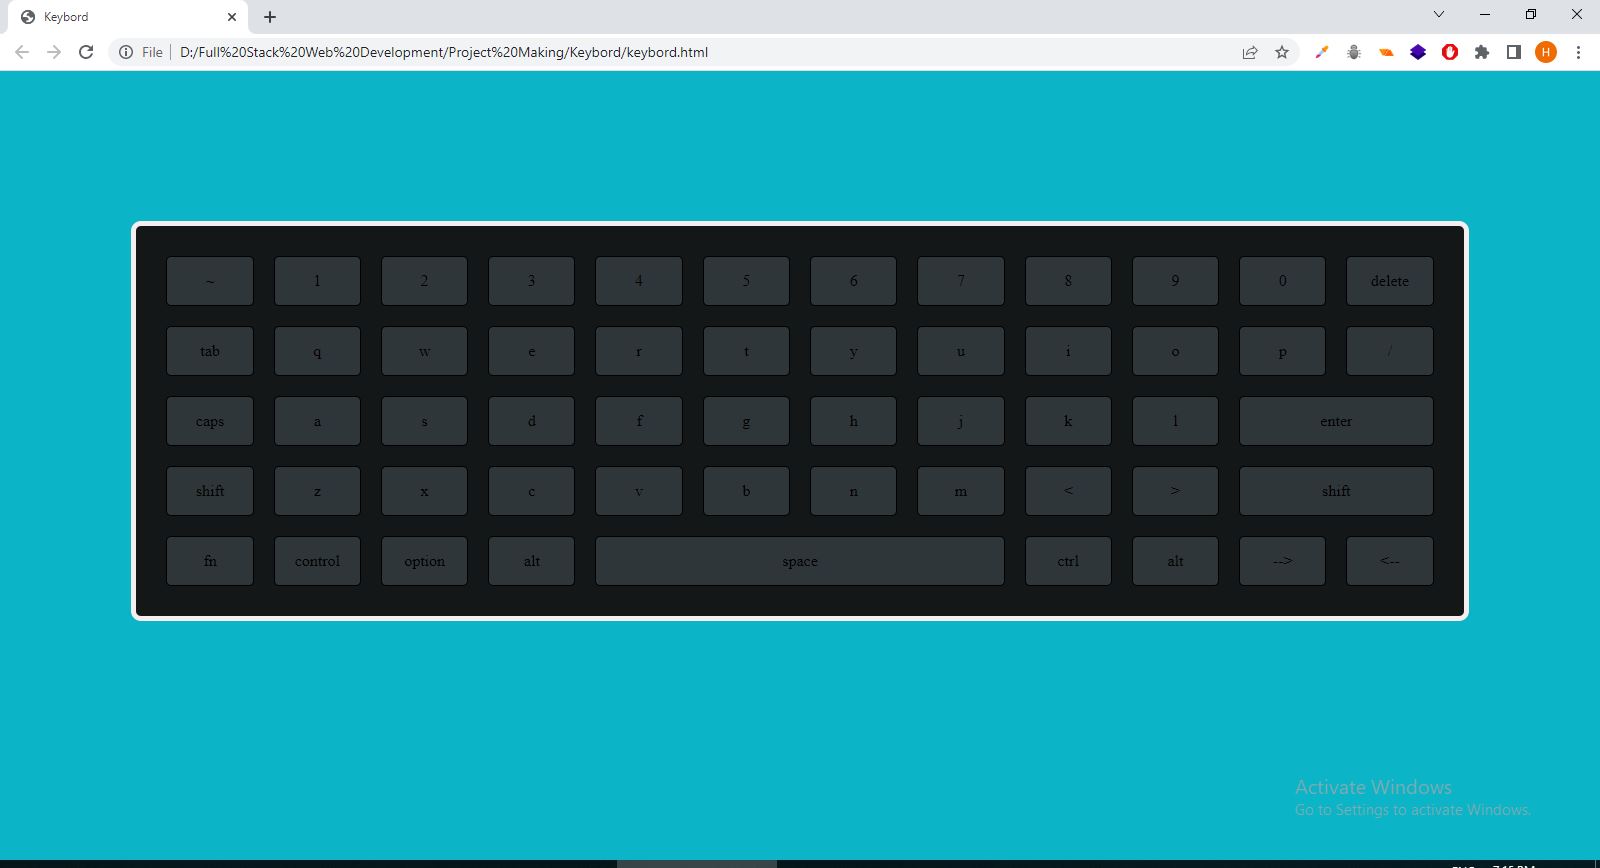 Keybord
File D:/Full%20Stack%20Web%20Development/Project%20Making/Keybord/keybord.html
H
~ 1 2 3 4 5 6 7 8 9 0 delete
tab q w e r t y u i o p /
caps a s d f g h j k l enter
shift z x c v b n m < > shift
fn control option alt space ctrl alt --> <--
Activate Windows
Go to Settings to activate Windows.